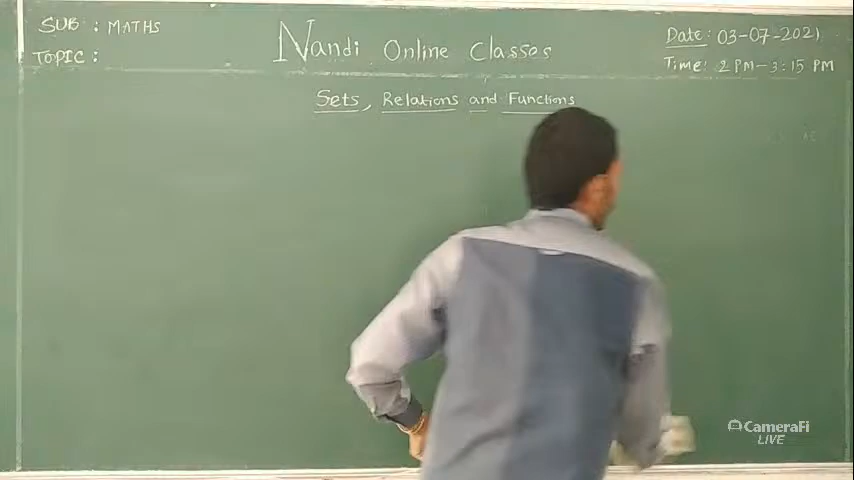 SUB : MATHS
TOPIC :
Nandi Online Classes
Date: 03-07-2021
Time: 2 PM-3:15 PM
Sets, Relations and Functions
CameraFi
LIVE